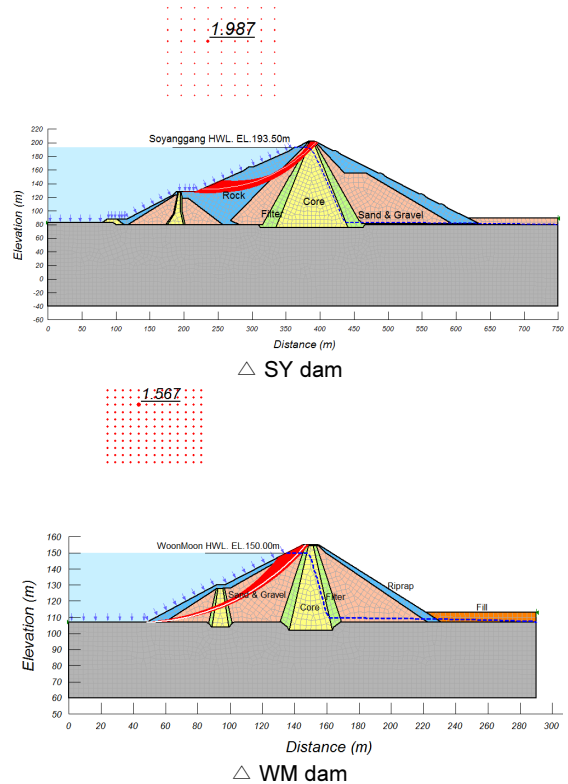 1.987
Soyanggang HWL. EL.193.50m
Rock
Filter
Core
Sand & Gravel
Elevation (m)
220
200
180
160
140
120
100
80
60
40
20
0
-20
-40
-60
0 50 100 150 200 250 300 350 400 450 500 550 600 650 700 750
Distance (m)
△ SY dam
1.567
WoonMoon HWL. EL.150.00m
Sand & Gravel
Core
Filter
Riprap
Fill
Elevation (m)
160
150
140
130
120
110
100
90
80
70
60
50
0 20 40 60 80 100 120 140 160 180 200 220 240 260 280 300
Distance (m)
△ WM dam